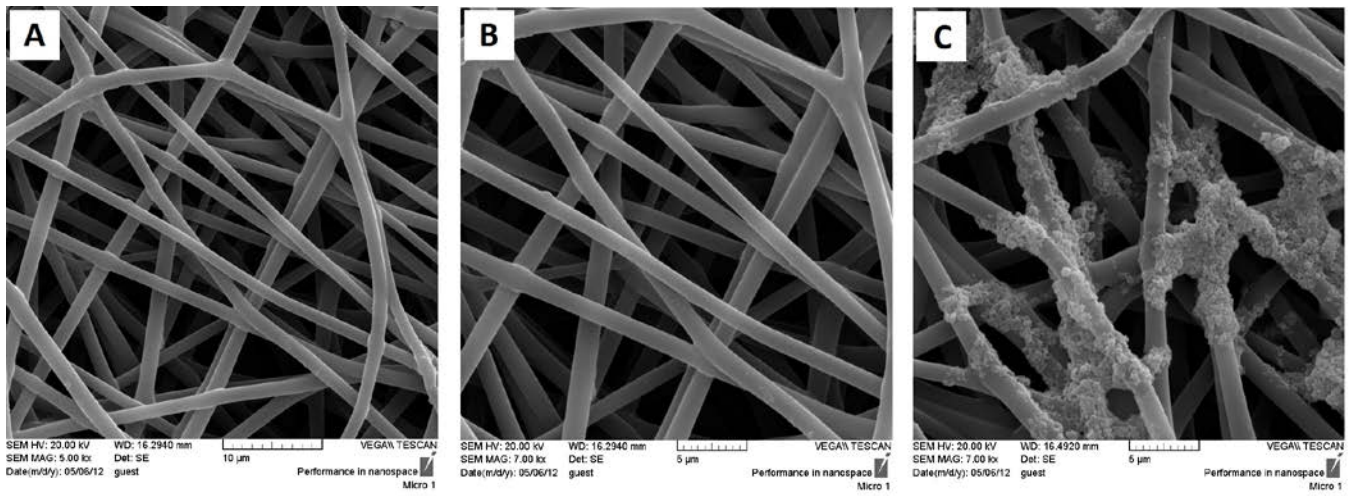 A
SEM HV: 20.00 kV WD: 16.2940 mm VEGA\\ TESCAN
SEM MAG: 5.00 kx Det: SE 10 µm
Date(m/d/y): 05/06/12 guest Performance in nanospace
Micro 1
B
SEM HV: 20.00 kV WD: 16.2940 mm VEGA\\ TESCAN
SEM MAG: 7.00 kx Det: SE 5 µm
Date(m/d/y): 05/06/12 guest Performance in nanospace
Micro 1
C
SEM HV: 20.00 kV WD: 16.4920 mm VEGA\\ TESCAN
SEM MAG: 7.00 kx Det: SE 5 µm
Date(m/d/y): 05/06/12 guest Performance in nanospace
Micro 1